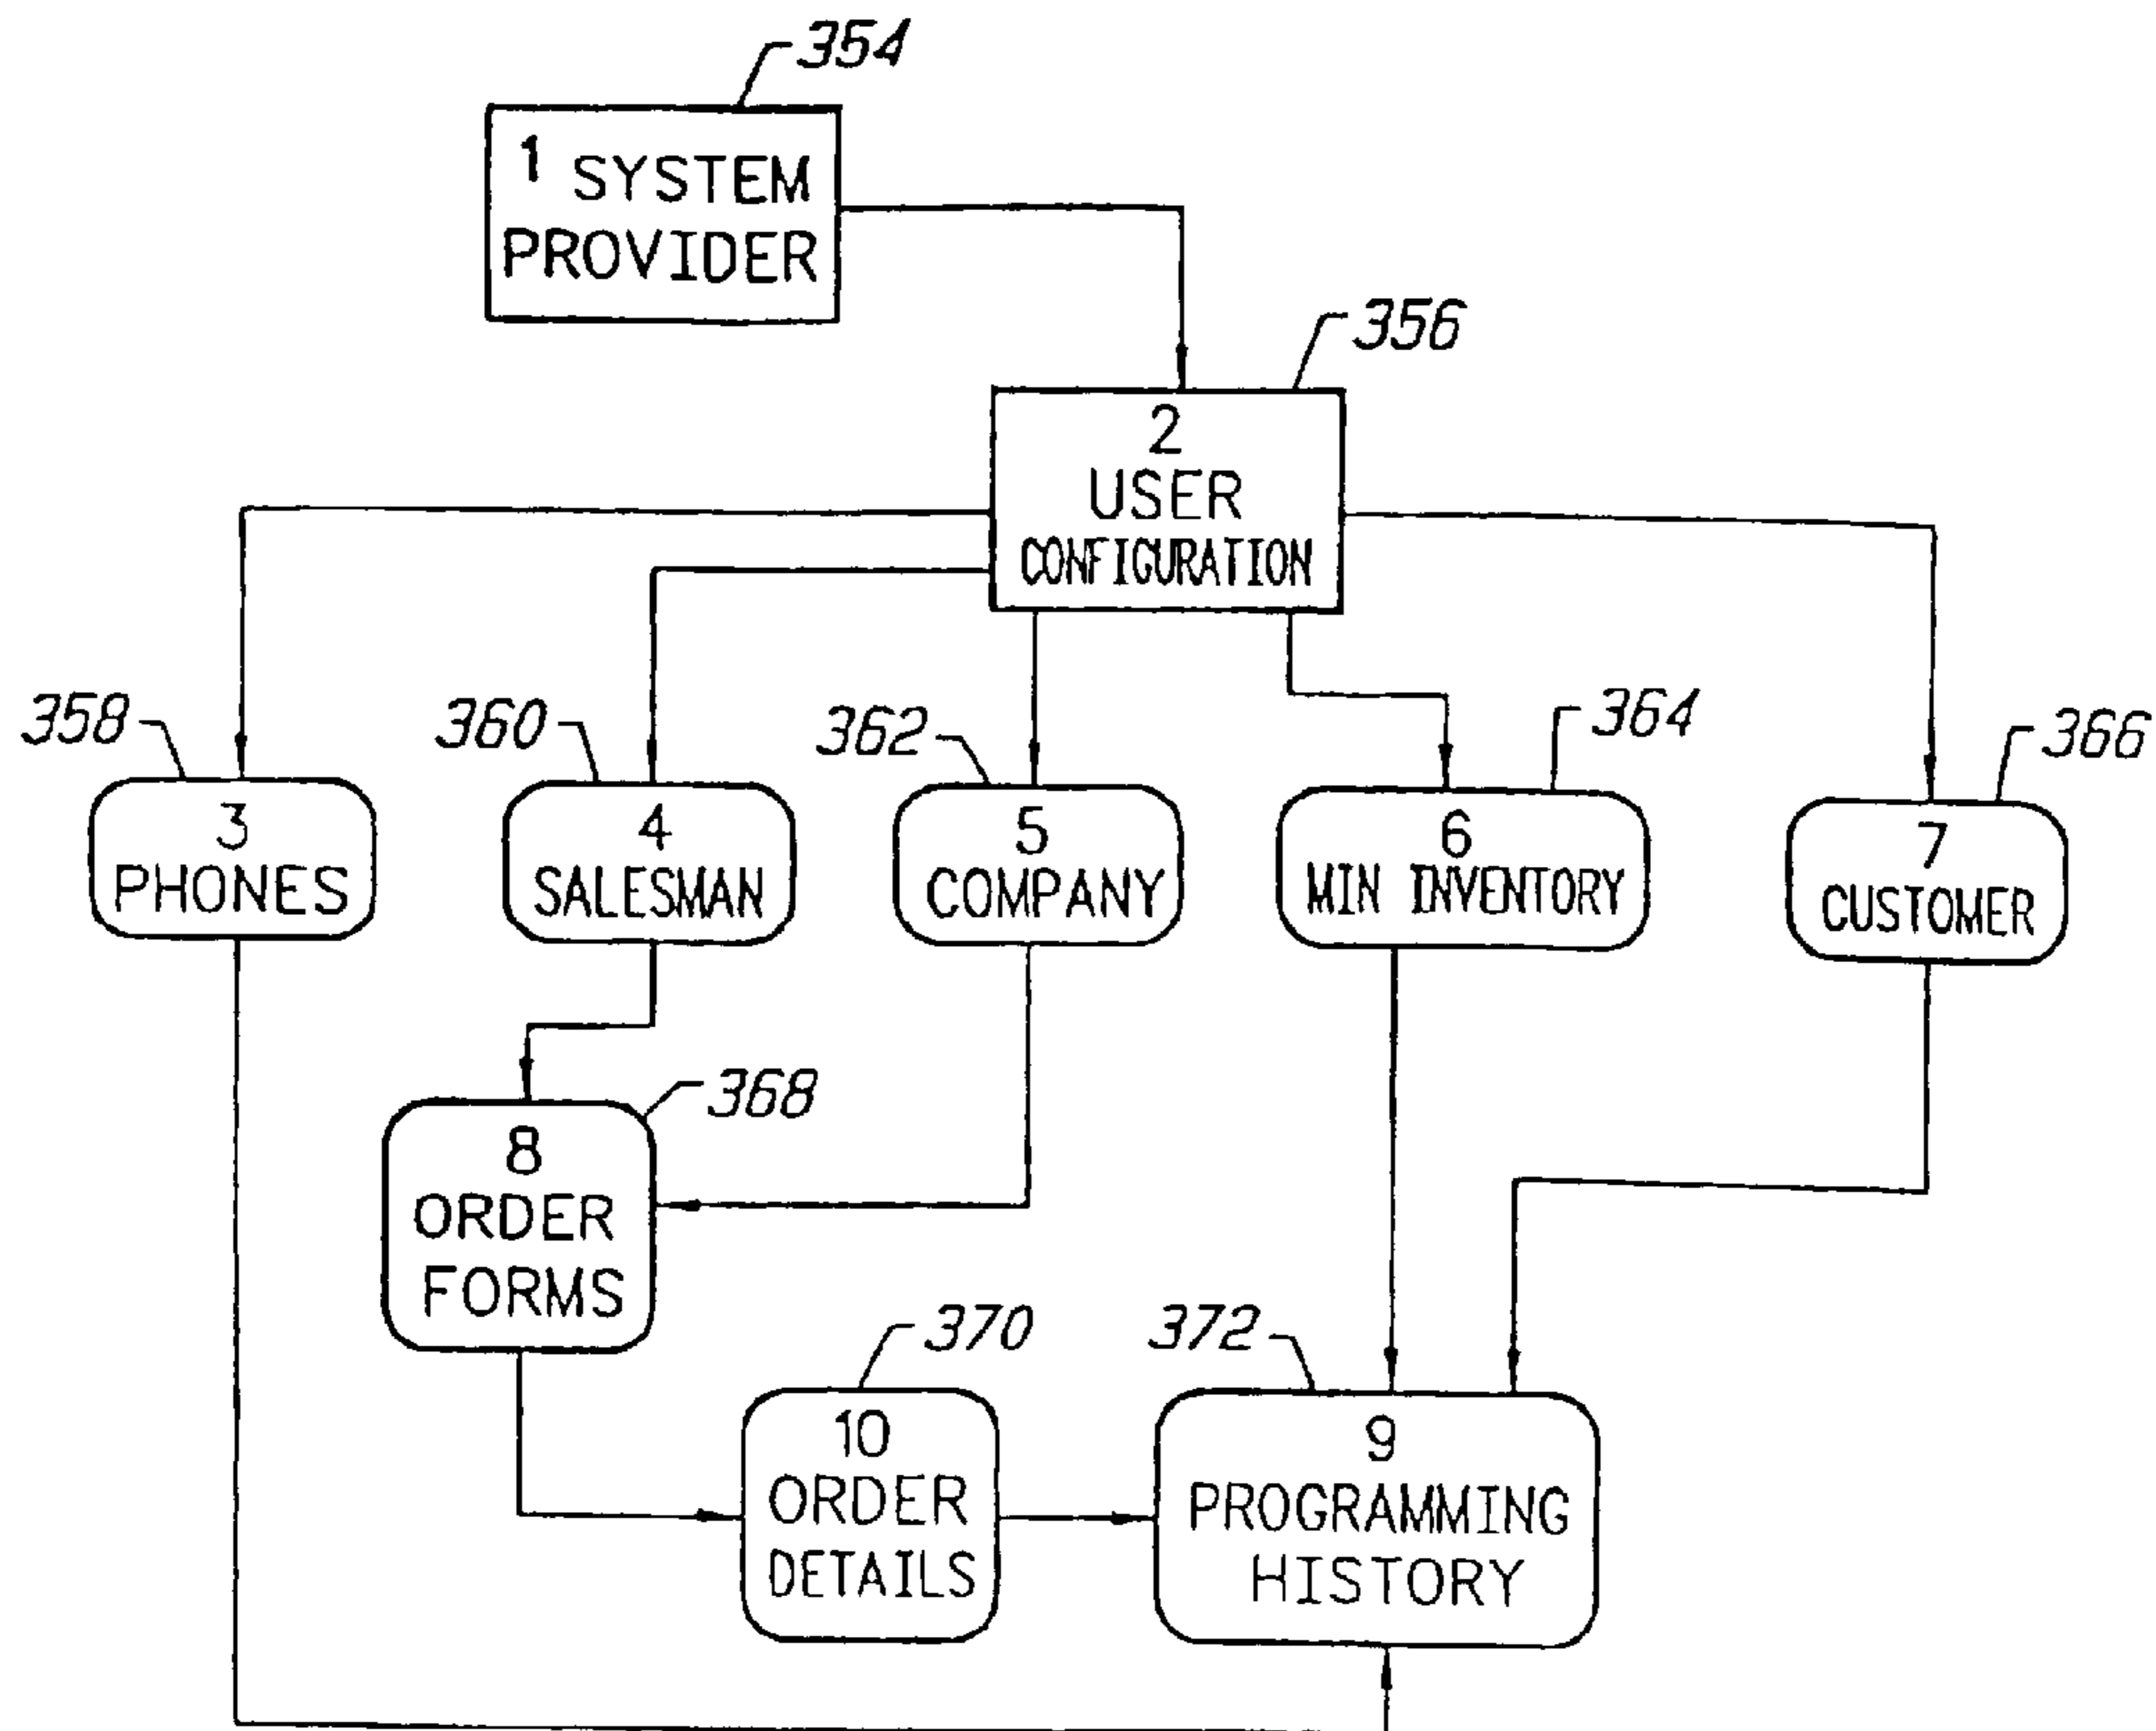 354
1 SYSTEM
PROVIDER
356
2
USER
CONFIGURATION
358
360
362
364
366
3
PHONES
4
SALESMAN
5
COMPANY
6
MIN INVENTORY
7
CUSTOMER
368
8
ORDER
FORMS
370
372
10
ORDER
DETAILS
9
PROGRAMMING
HISTORY